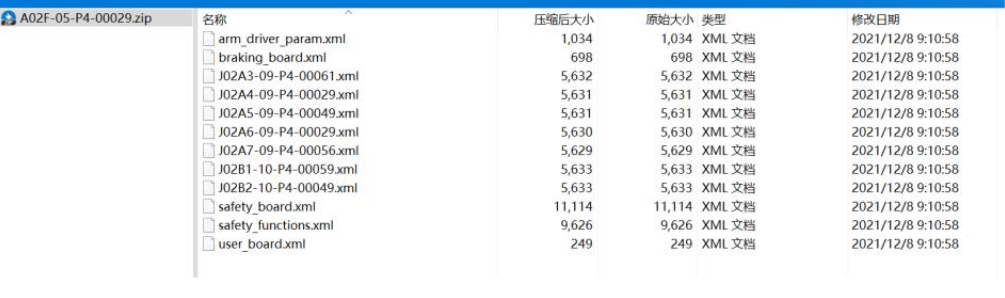 A02F-05-P4-00029.zip
名称 压缩后大小 原始大小 类型 修改日期
arm_driver_param.xml 1,034 1,034 XML 文档 2021/12/8 9:10:58
braking_board.xml 698 698 XML 文档 2021/12/8 9:10:58
J02A3-09-P4-00061.xml 5,632 5,632 XML 文档 2021/12/8 9:10:58
J02A4-09-P4-00029.xml 5,631 5,631 XML 文档 2021/12/8 9:10:58
J02A5-09-P4-00049.xml 5,631 5,631 XML 文档 2021/12/8 9:10:58
J02A6-09-P4-00029.xml 5,630 5,630 XML 文档 2021/12/8 9:10:58
J02A7-09-P4-00056.xml 5,629 5,629 XML 文档 2021/12/8 9:10:58
J02B1-10-P4-00059.xml 5,633 5,633 XML 文档 2021/12/8 9:10:58
J02B2-10-P4-00049.xml 5,633 5,633 XML 文档 2021/12/8 9:10:58
safety_board.xml 11,114 11,114 XML 文档 2021/12/8 9:10:58
safety_functions.xml 9,626 9,626 XML 文档 2021/12/8 9:10:58
user_board.xml 249 249 XML 文档 2021/12/8 9:10:58